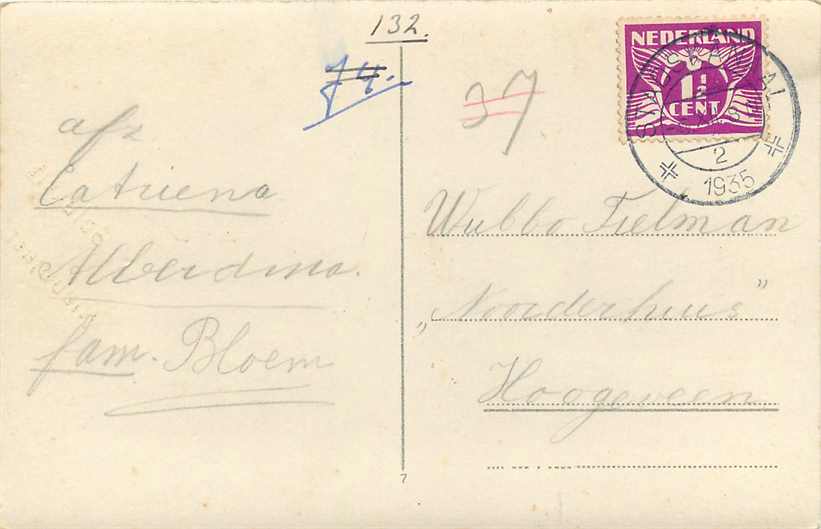 132.
74.
37
NEDERLAND
1½
CENT
STADSKANAAL
2
1935
afz
Catriena
Alberdina.
fam. Bloem
Wubbo Tielman
„Noorderhuis"
Hoogeveen
7